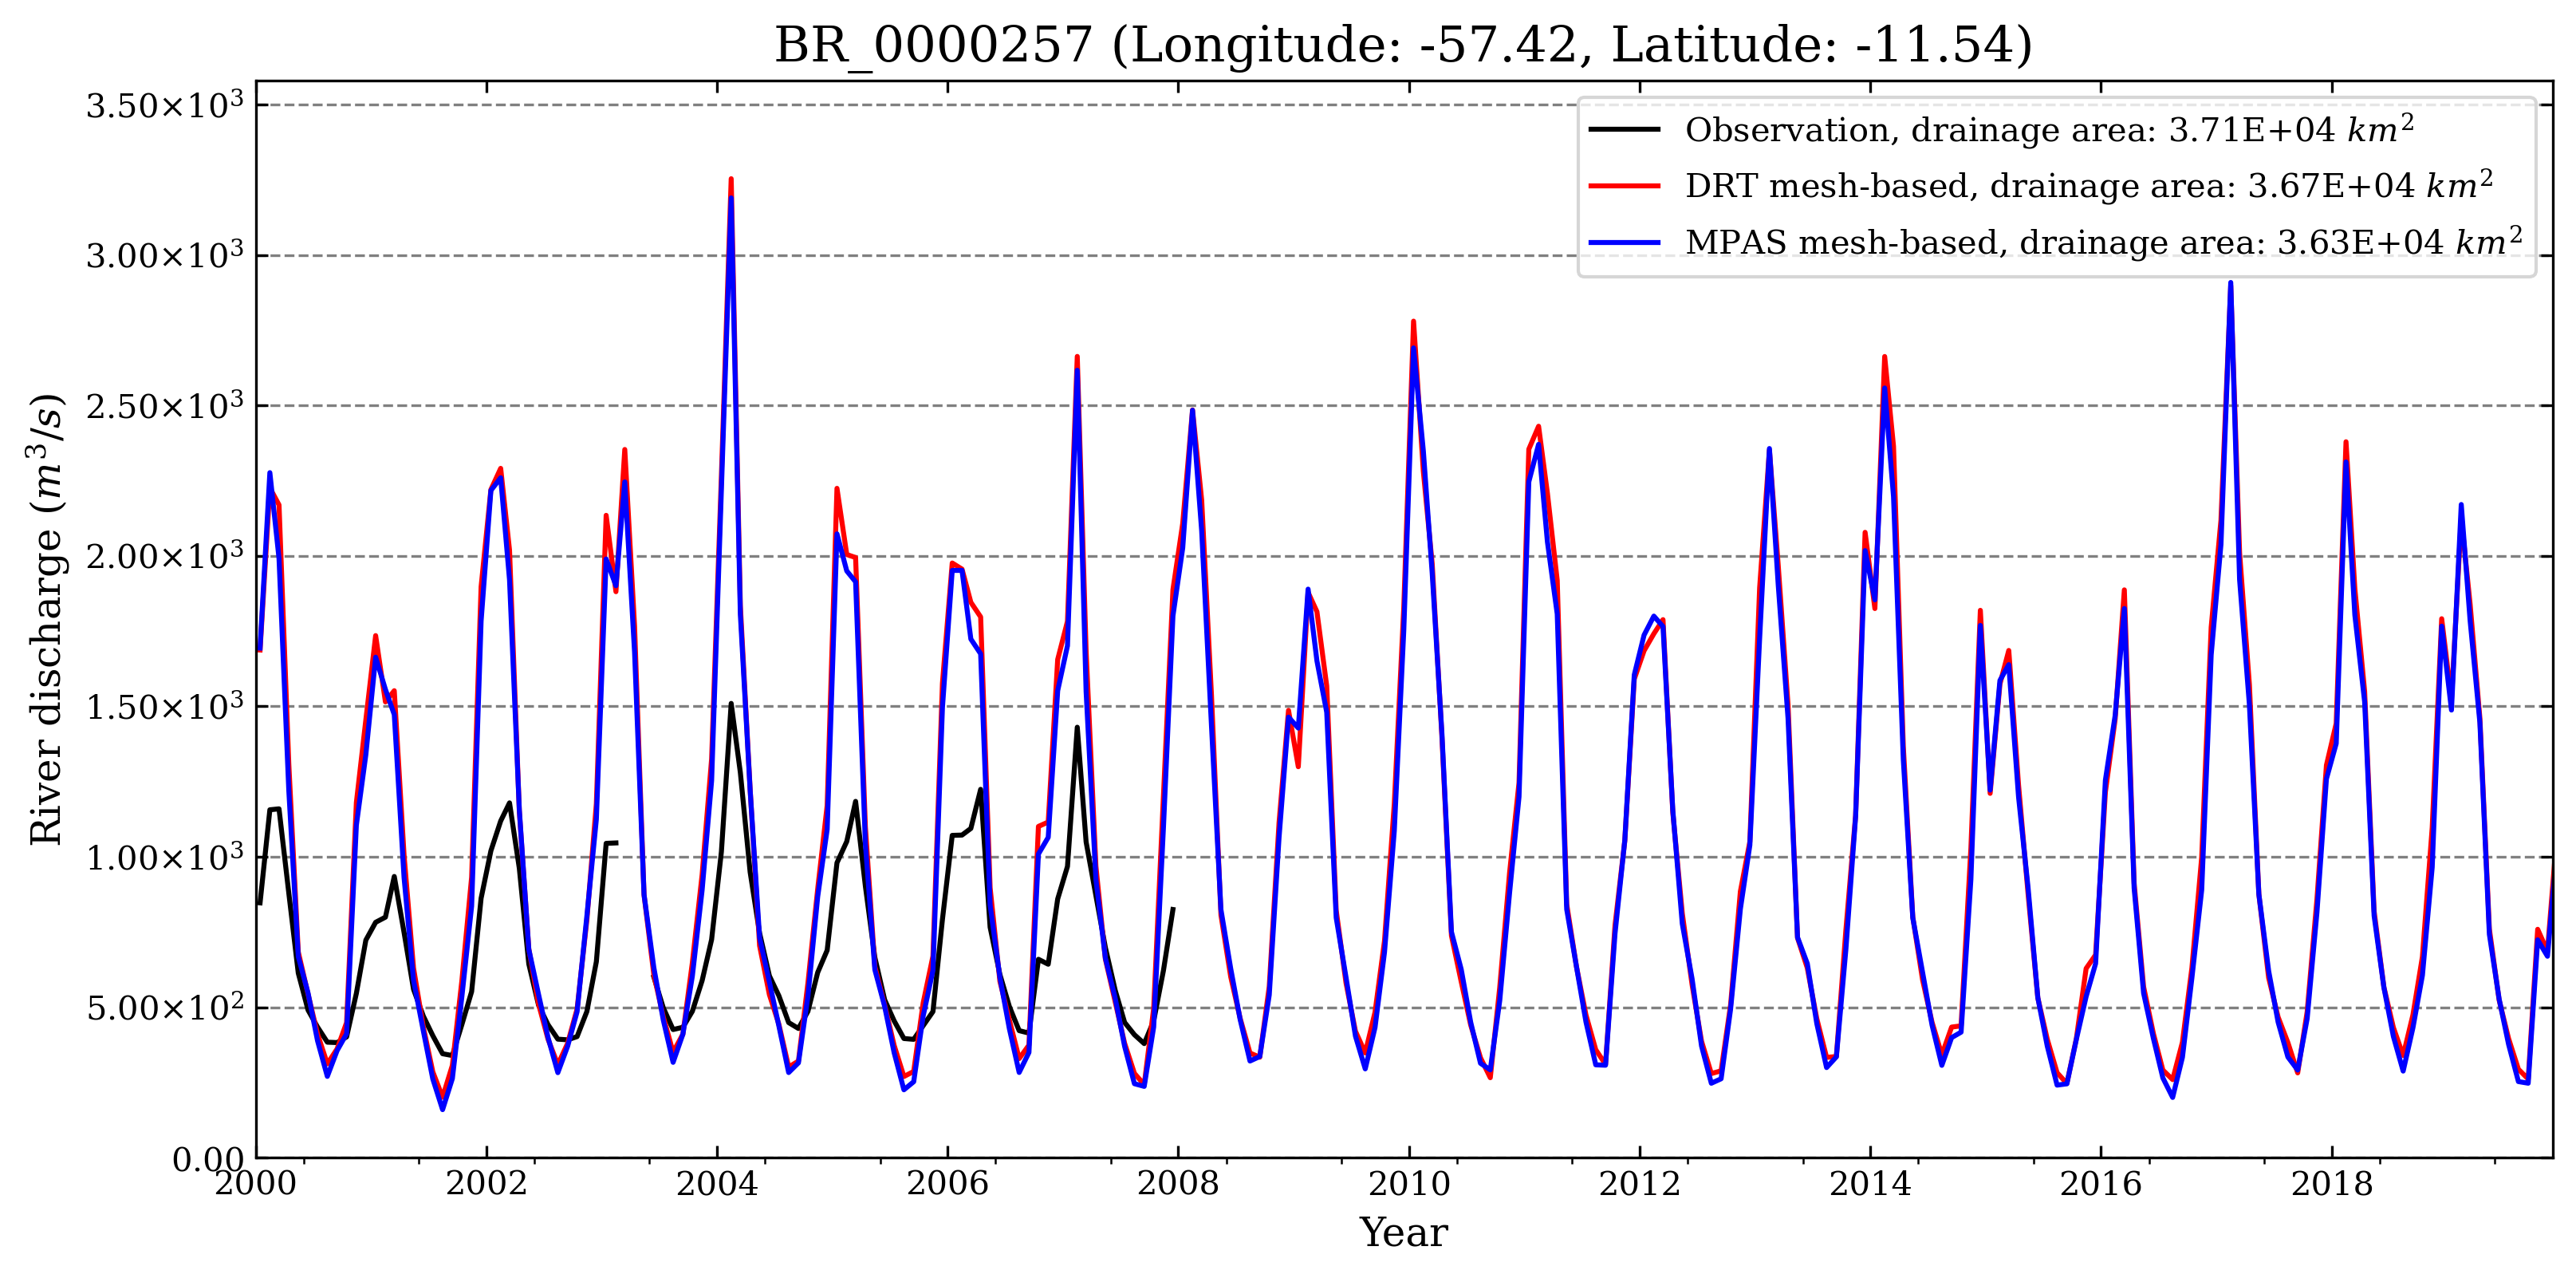 BR_0000257 (Longitude: -57.42, Latitude: -11.54)
3.50×10³
3.00×10³
2.50×10³
2.00×10³
1.50×10³
1.00×10³
5.00×10²
0.00
River discharge (m³/s)
Observation, drainage area: 3.71E+04 km²
DRT mesh-based, drainage area: 3.67E+04 km²
MPAS mesh-based, drainage area: 3.63E+04 km²
2000 2002 2004 2006 2008 2010 2012 2014 2016 2018
Year